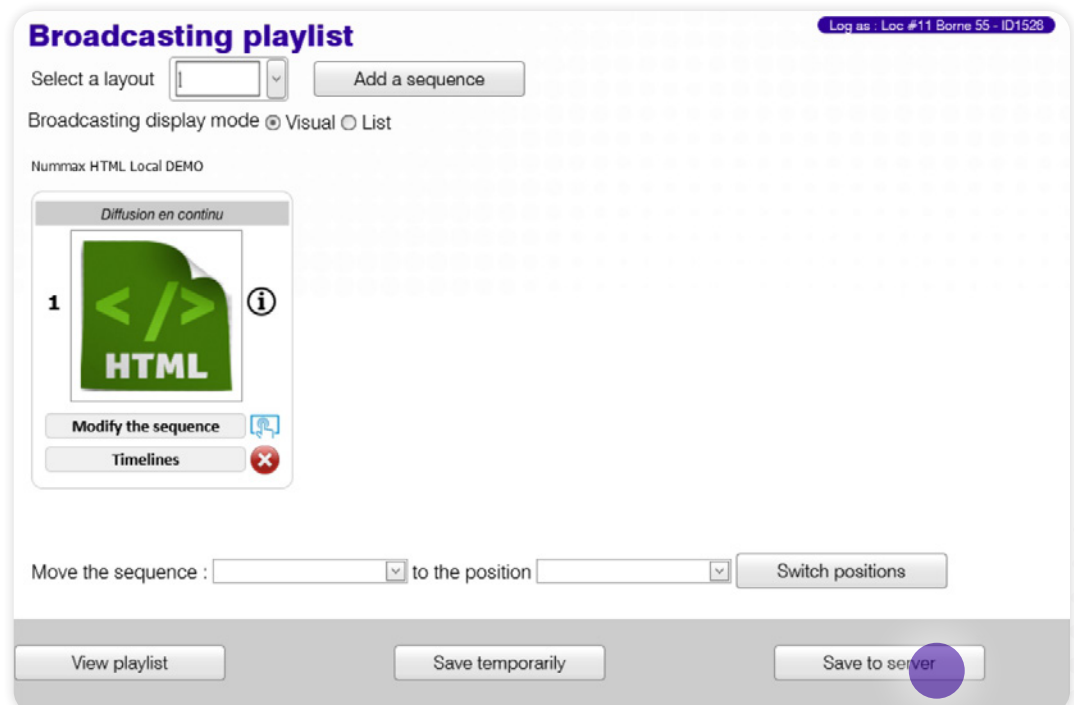 Broadcasting playlist
Log as : Loc #11 Borne 55 - ID1528
Select a layout
Add a sequence
Broadcasting display mode Visual List
Nummax HTML Local DEMO
Diffusion en continu
1
</>
HTML
Modify the sequence
Timelines
Move the sequence : to the position Switch positions
View playlist Save temporarily Save to server